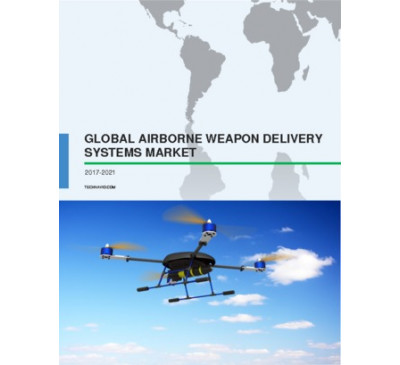 GLOBAL AIRBORNE WEAPON DELIVERY
SYSTEMS MARKET
2017-2021
TECHNAVIO.COM